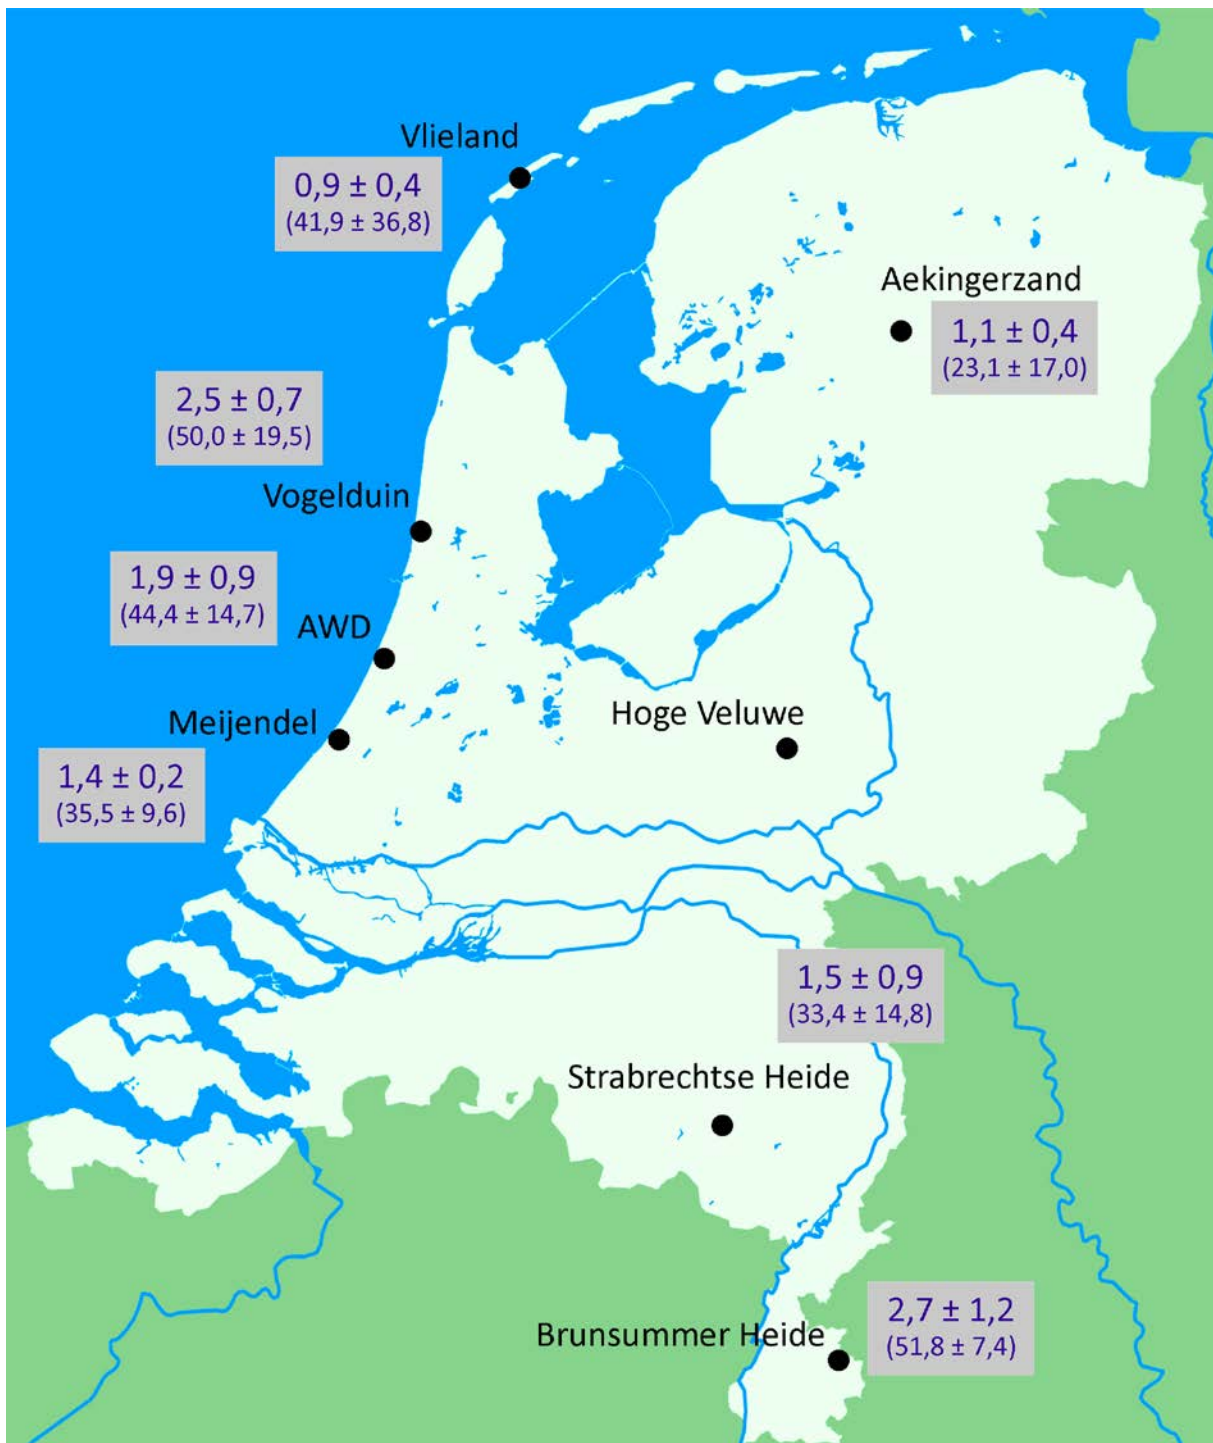 Vlieland
0,9 ± 0,4
(41,9 ± 36,8)
Aekingerzand
1,1 ± 0,4
(23,1 ± 17,0)
2,5 ± 0,7
(50,0 ± 19,5)
Vogelduin
1,9 ± 0,9
(44,4 ± 14,7)
AWD
Meijendel
1,4 ± 0,2
(35,5 ± 9,6)
Hoge Veluwe
1,5 ± 0,9
(33,4 ± 14,8)
Strabrechtse Heide
Brunsummer Heide
2,7 ± 1,2
(51,8 ± 7,4)